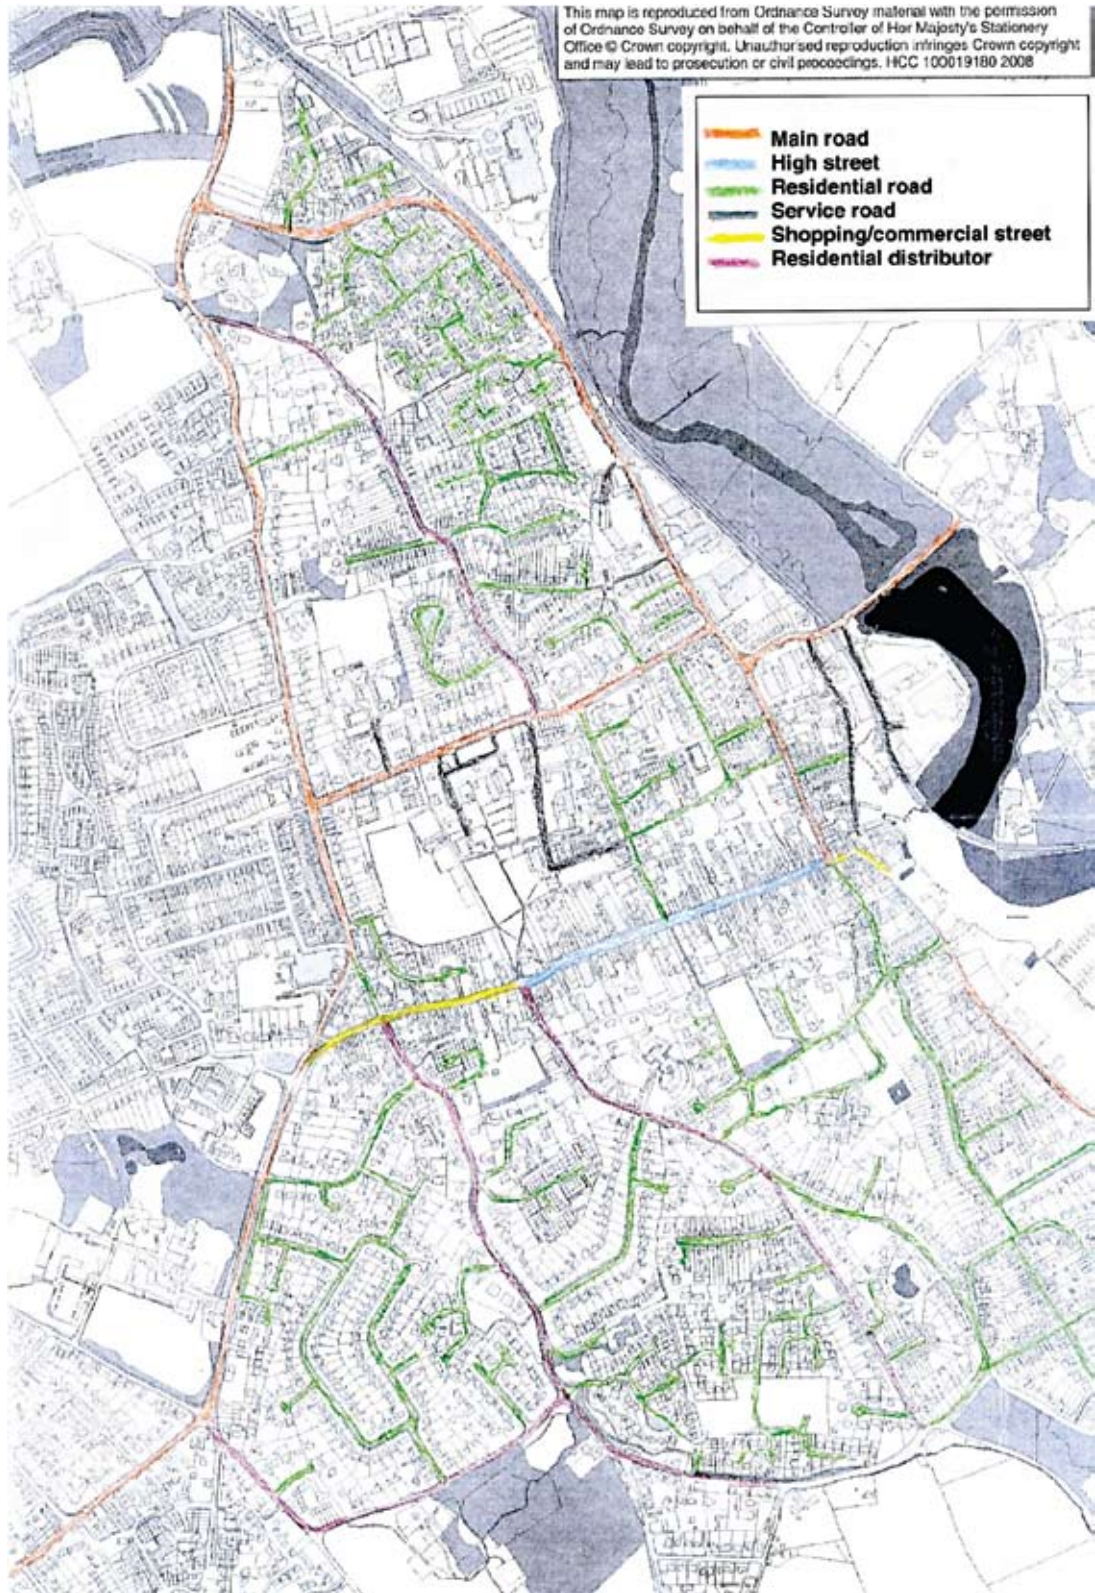 This map is reproduced from Ordnance Survey material with the permission
of Ordnance Survey on behalf of the Controller of Her Majesty's Stationery
Office © Crown copyright. Unauthorised reproduction infringes Crown copyright
and may lead to prosecution or civil proceedings. HCC 100019180 2008
Main road
High street
Residential road
Service road
Shopping/commercial street
Residential distributor